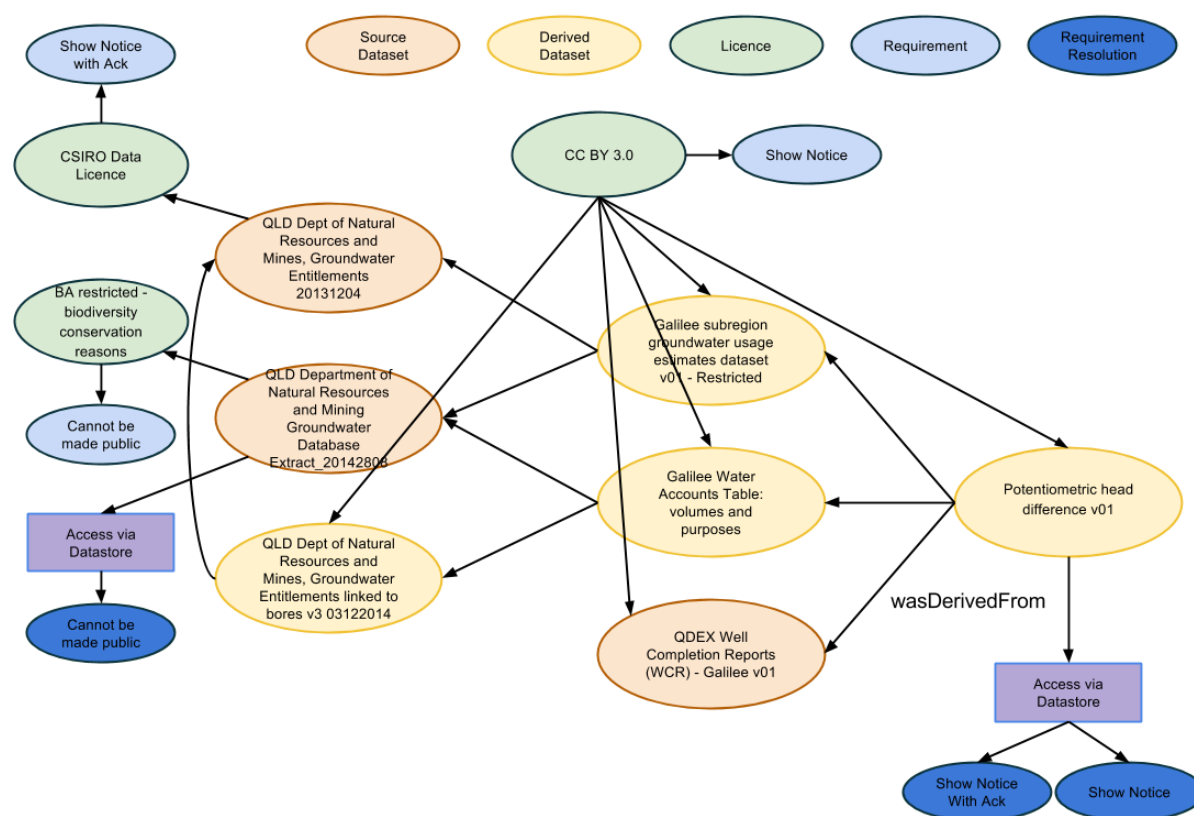 Show Notice
with Ack
Source
Dataset
Derived
Dataset
Licence
Requirement
Requirement
Resolution
CSIRO Data
Licence
CC BY 3.0
Show Notice
QLD Dept of Natural
Resources and
Mines, Groundwater
Entitlements
20131204
BA restricted -
biodiversity
conservation
reasons
Galilee subregion
groundwater usage
estimates dataset
v01 - Restricted
QLD Department of
Natural Resources
and Mining
Groundwater
Database
Extract_20142808
Cannot be
made public
Galilee Water
Accounts Table:
volumes and
purposes
Potentiometric head
difference v01
Access via
Datastore
QLD Dept of Natural
Resources and
Mines, Groundwater
Entitlements linked to
bores v3 03122014
wasDerivedFrom
Cannot be
made public
QDEX Well
Completion Reports
(WCR) - Galilee v01
Access via
Datastore
Show Notice
With Ack
Show Notice